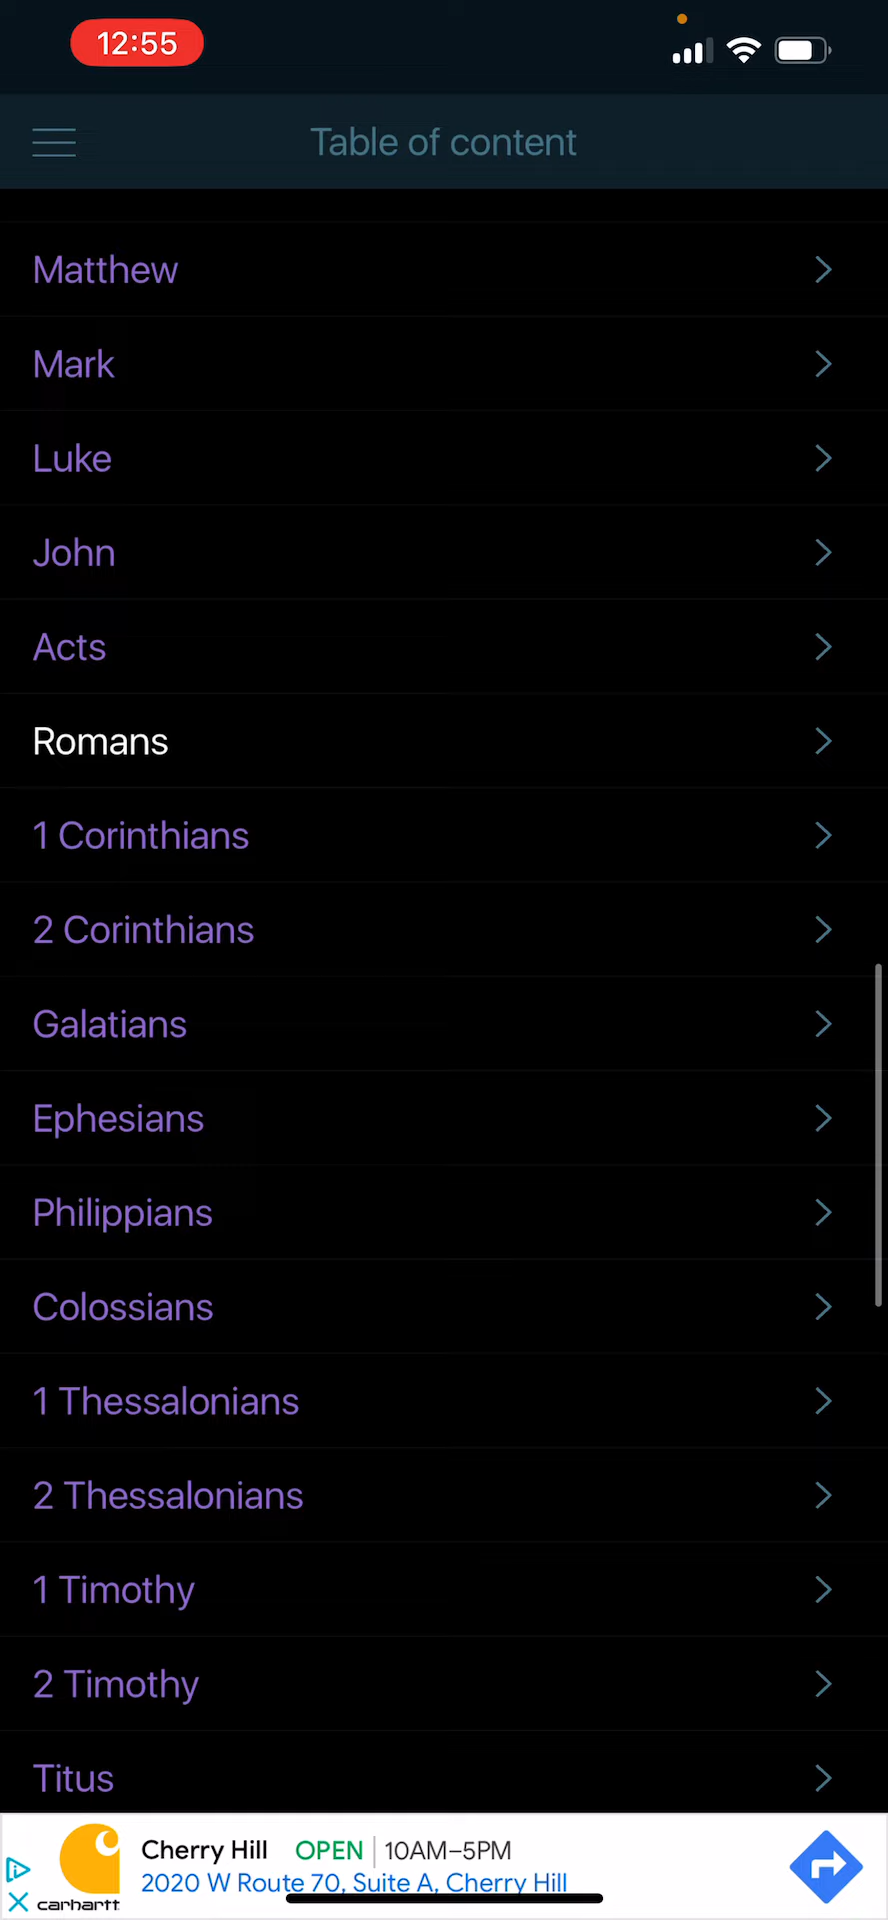 12:55
Table of content
Matthew
Mark
Luke
John
Acts
Romans
1 Corinthians
2 Corinthians
Galatians
Ephesians
Philippians
Colossians
1 Thessalonians
2 Thessalonians
1 Timothy
2 Timothy
Titus
Cherry Hill OPEN 10AM–5PM
2020 W Route 70, Suite A, Cherry Hill
carhartt